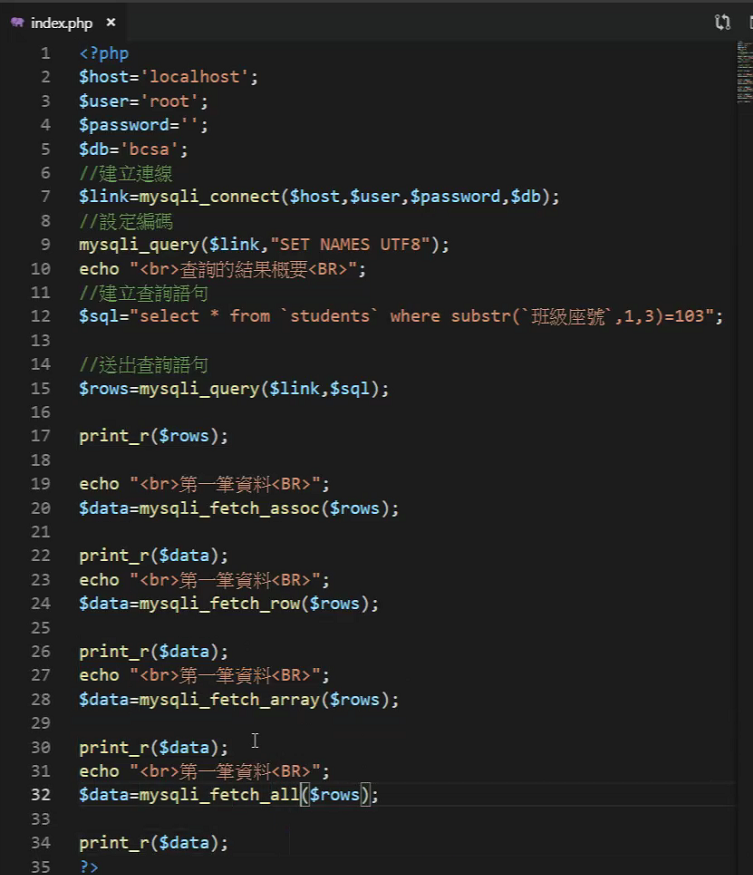 index.php ×
1 <?php
2 $host='localhost';
3 $user='root';
4 $password='';
5 $db='bcsa';
6 //建立連線
7 $link=mysqli_connect($host,$user,$password,$db);
8 //設定編碼
9 mysqli_query($link,"SET NAMES UTF8");
10 echo "<br>查詢的結果概要<BR>";
11 //建立查詢語句
12 $sql="select * from `students` where substr(`班級座號`,1,3)=103";
13
14 //送出查詢語句
15 $rows=mysqli_query($link,$sql);
16
17 print_r($rows);
18
19 echo "<br>第一筆資料<BR>";
20 $data=mysqli_fetch_assoc($rows);
21
22 print_r($data);
23 echo "<br>第一筆資料<BR>";
24 $data=mysqli_fetch_row($rows);
25
26 print_r($data);
27 echo "<br>第一筆資料<BR>";
28 $data=mysqli_fetch_array($rows);
29
30 print_r($data);
31 echo "<br>第一筆資料<BR>";
32 $data=mysqli_fetch_all($rows);
33
34 print_r($data);
35 ?>